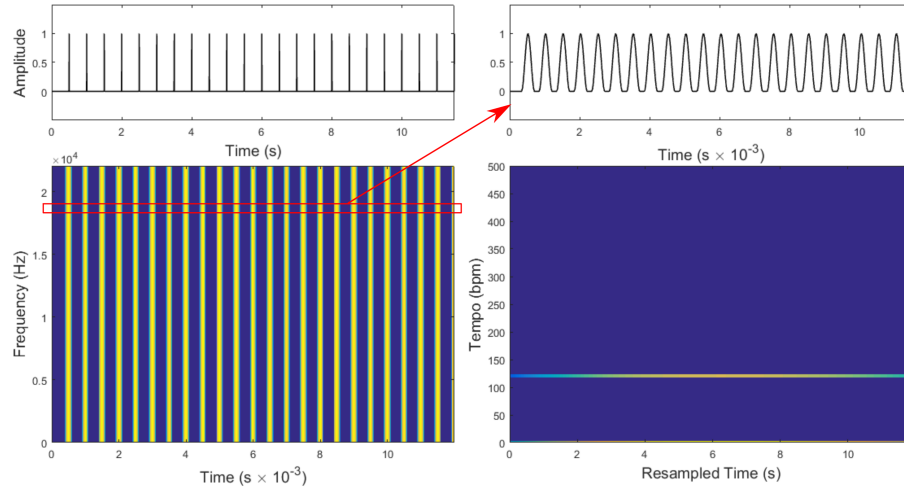 Amplitude
1
0.5
0
0 2 4 6 8 10
Time (s)
1
0.5
0
0 2 4 6 8 10
Time (s × 10⁻³)
× 10⁴
2
1.5
1
0.5
0
Frequency (Hz)
0 2 4 6 8 10
Time (s × 10⁻³)
500
450
400
350
300
250
200
150
100
50
0
Tempo (bpm)
0 2 4 6 8 10
Resampled Time (s)